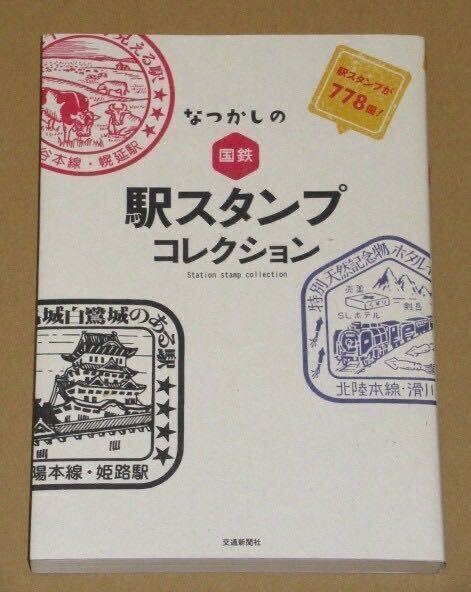 見える駅
谷本線・幌延駅
駅スタンプが
778個!
なつかしの
国鉄
駅スタンプ
コレクション
Station stamp collection
特別天然記念物ホタル
売薬
SLホテル
剣岳
北陸本線・滑川
城白鷺城のある駅
陽本線・姫路駅
交通新聞社